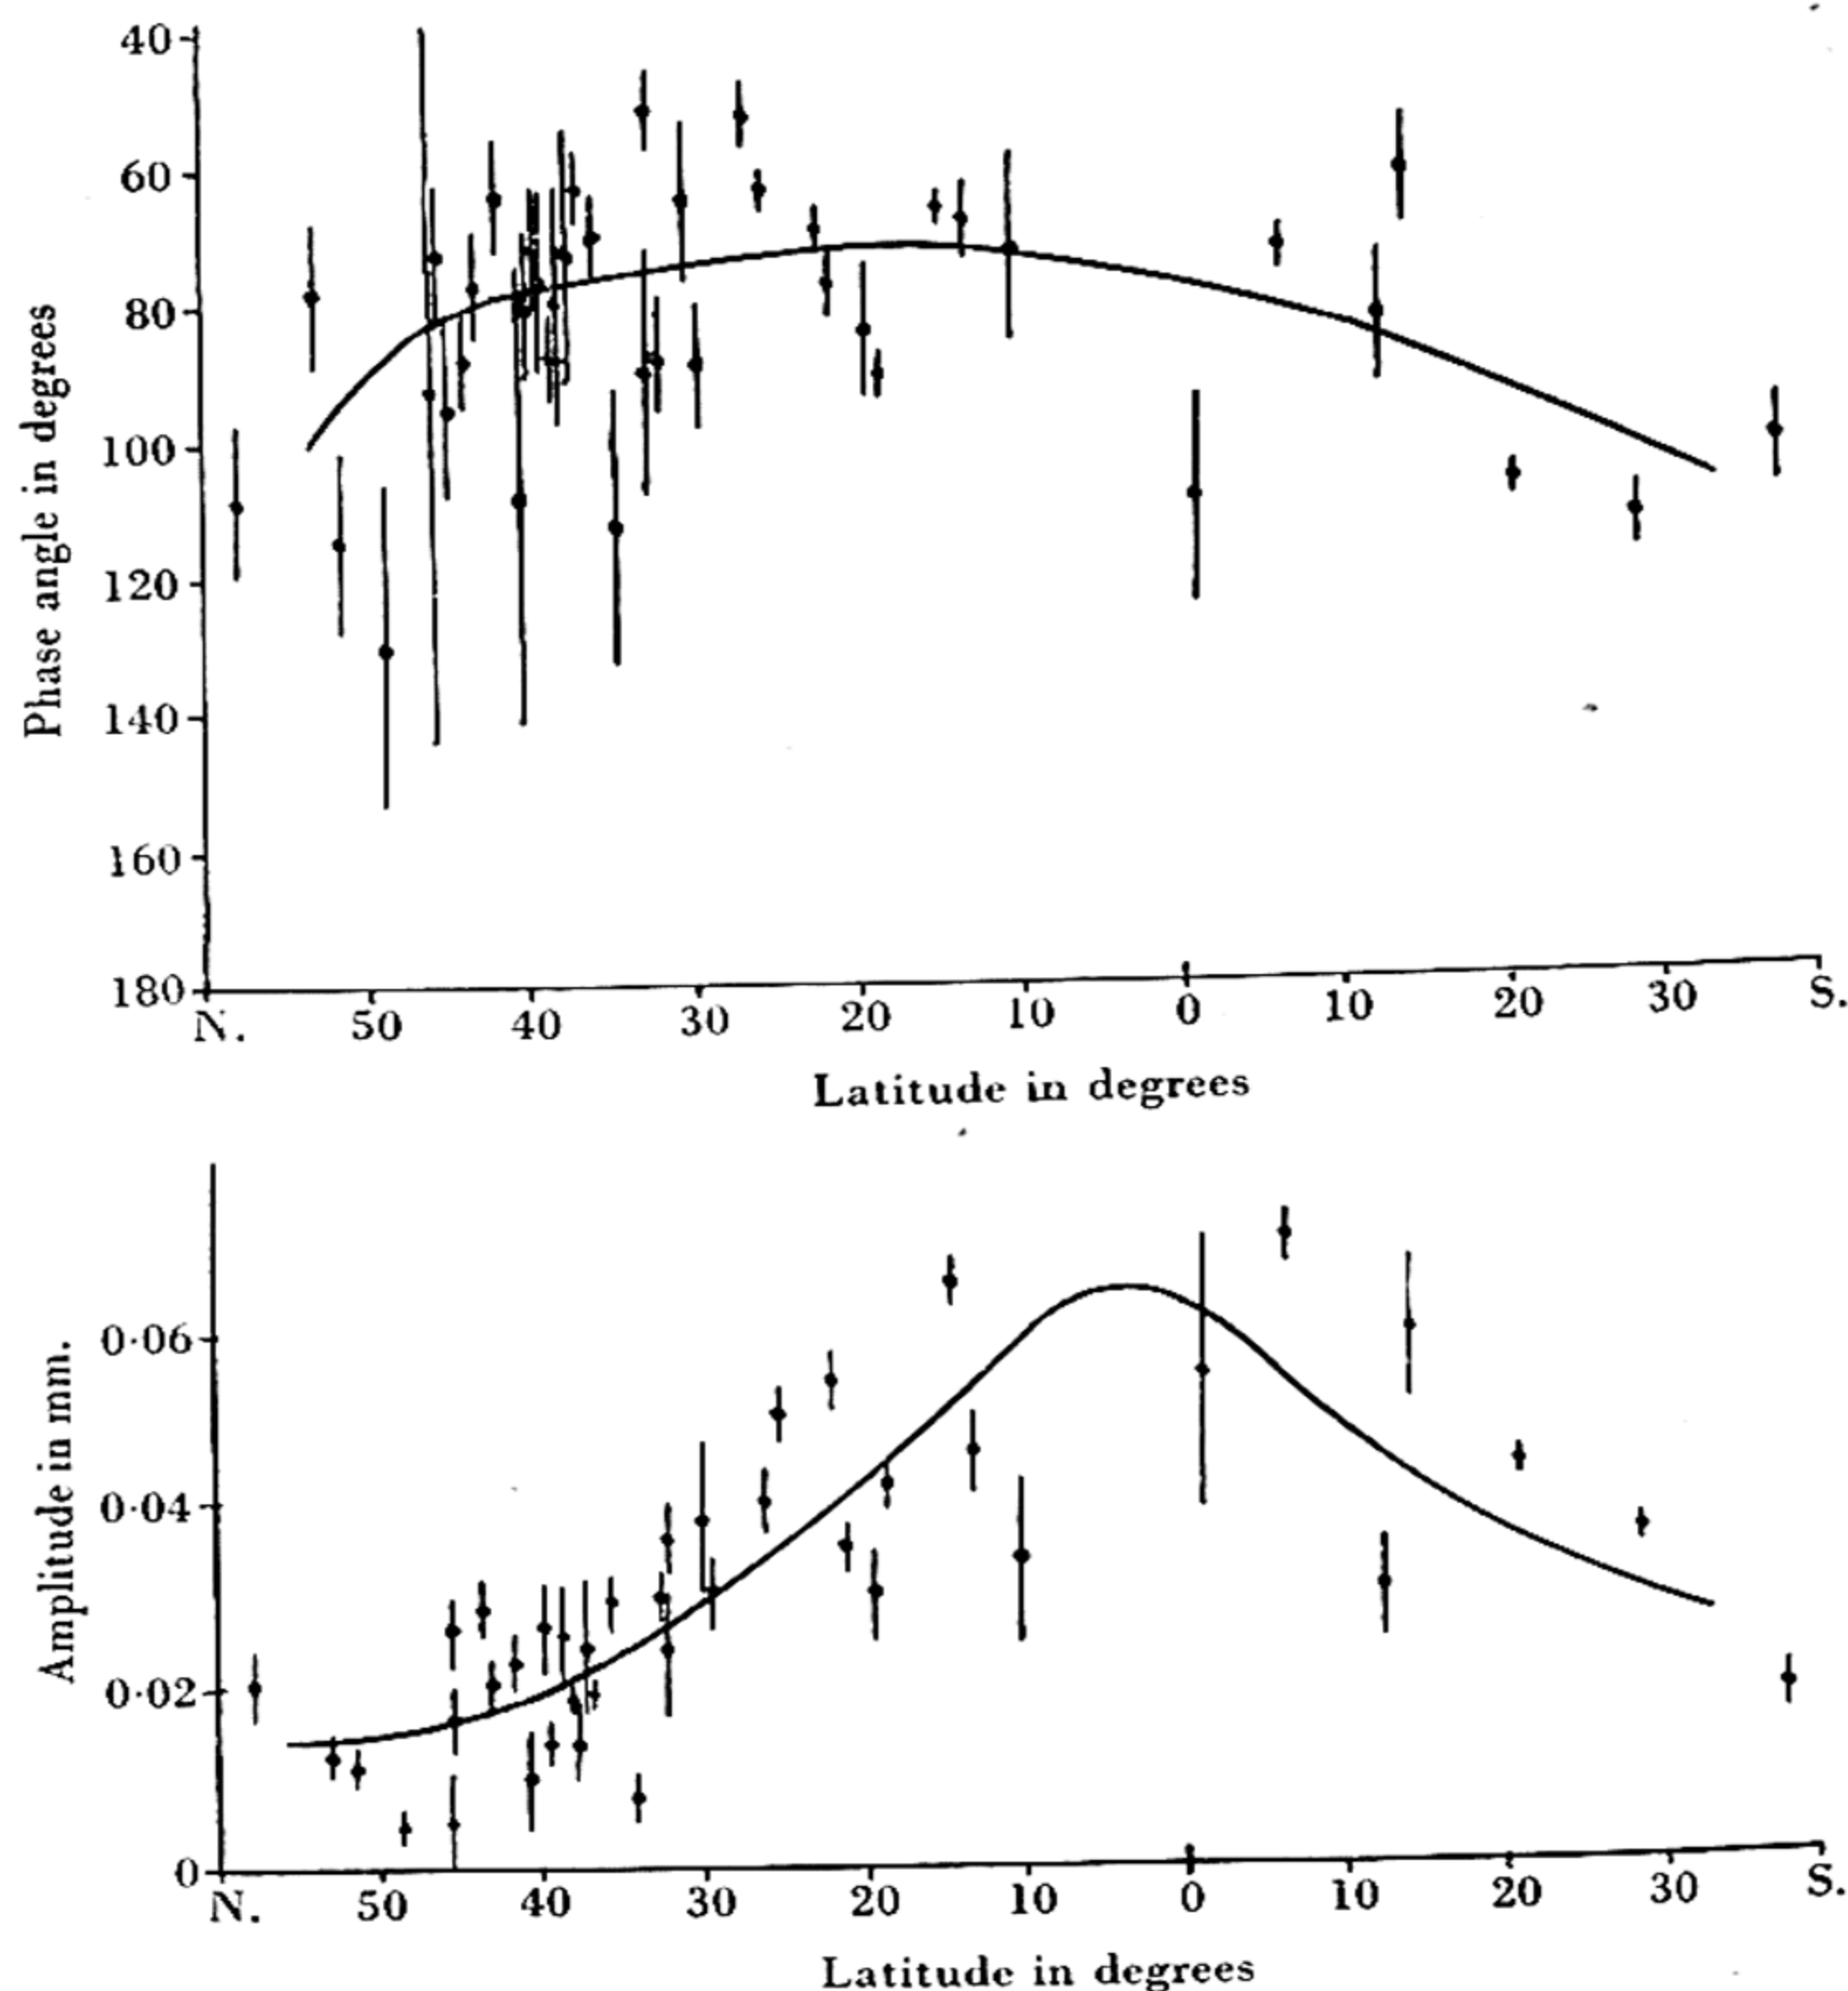 Phase angle in degrees
40
60
80
100
120
140
160
180
N. 50 40 30 20 10 0 10 20 30 S.
Latitude in degrees
Amplitude in mm.
0·06
0·04
0·02
0
N. 50 40 30 20 10 0 10 20 30 S.
Latitude in degrees